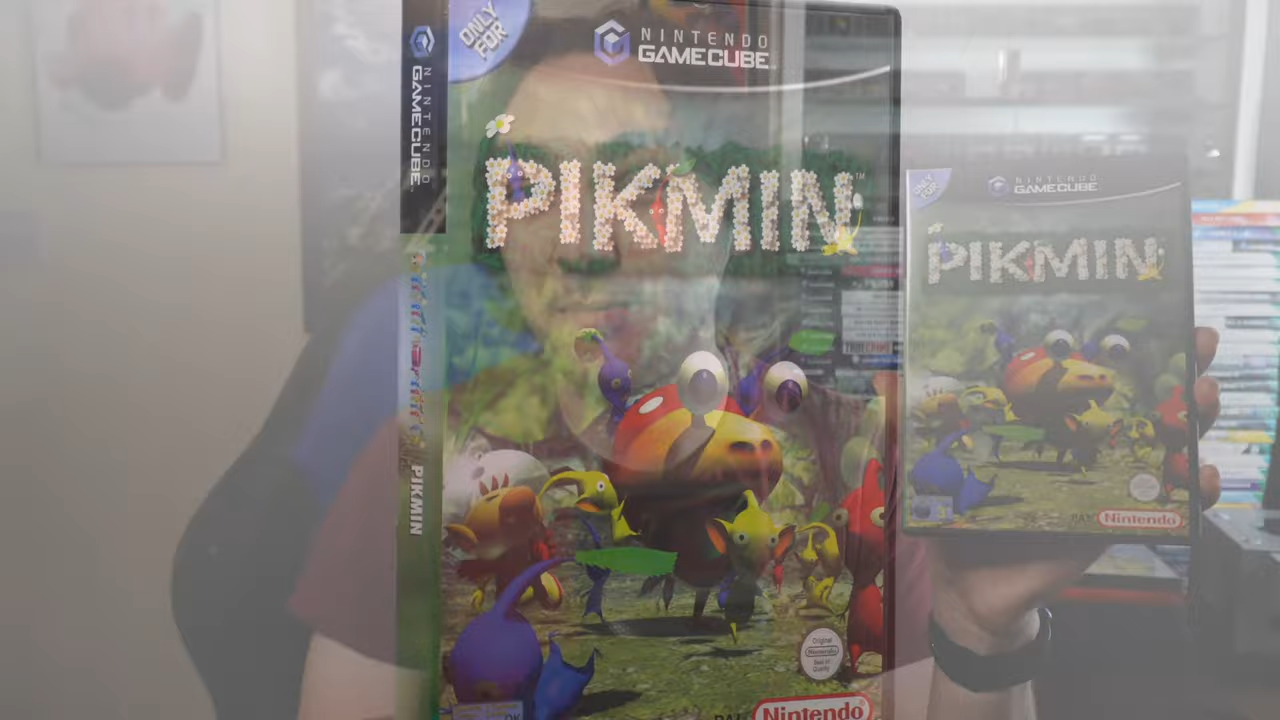 ONLY
FOR
NINTENDO
GAMECUBE
NINTENDO
GAMECUBE
PIKMIN™
PIKMIN
Original
Nintendo
Seal of
Quality
PAL
Nintendo
ONLY
FOR
NINTENDO
GAMECUBE
PIKMIN
PAL
Nintendo